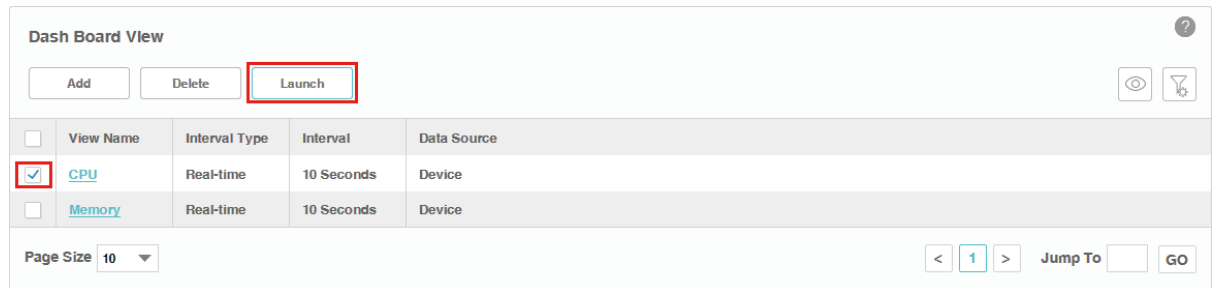 Dash Board View
?
Add Delete Launch
View Name Interval Type Interval Data Source
CPU Real-time 10 Seconds Device
Memory Real-time 10 Seconds Device
Page Size 10 < 1 > Jump To GO